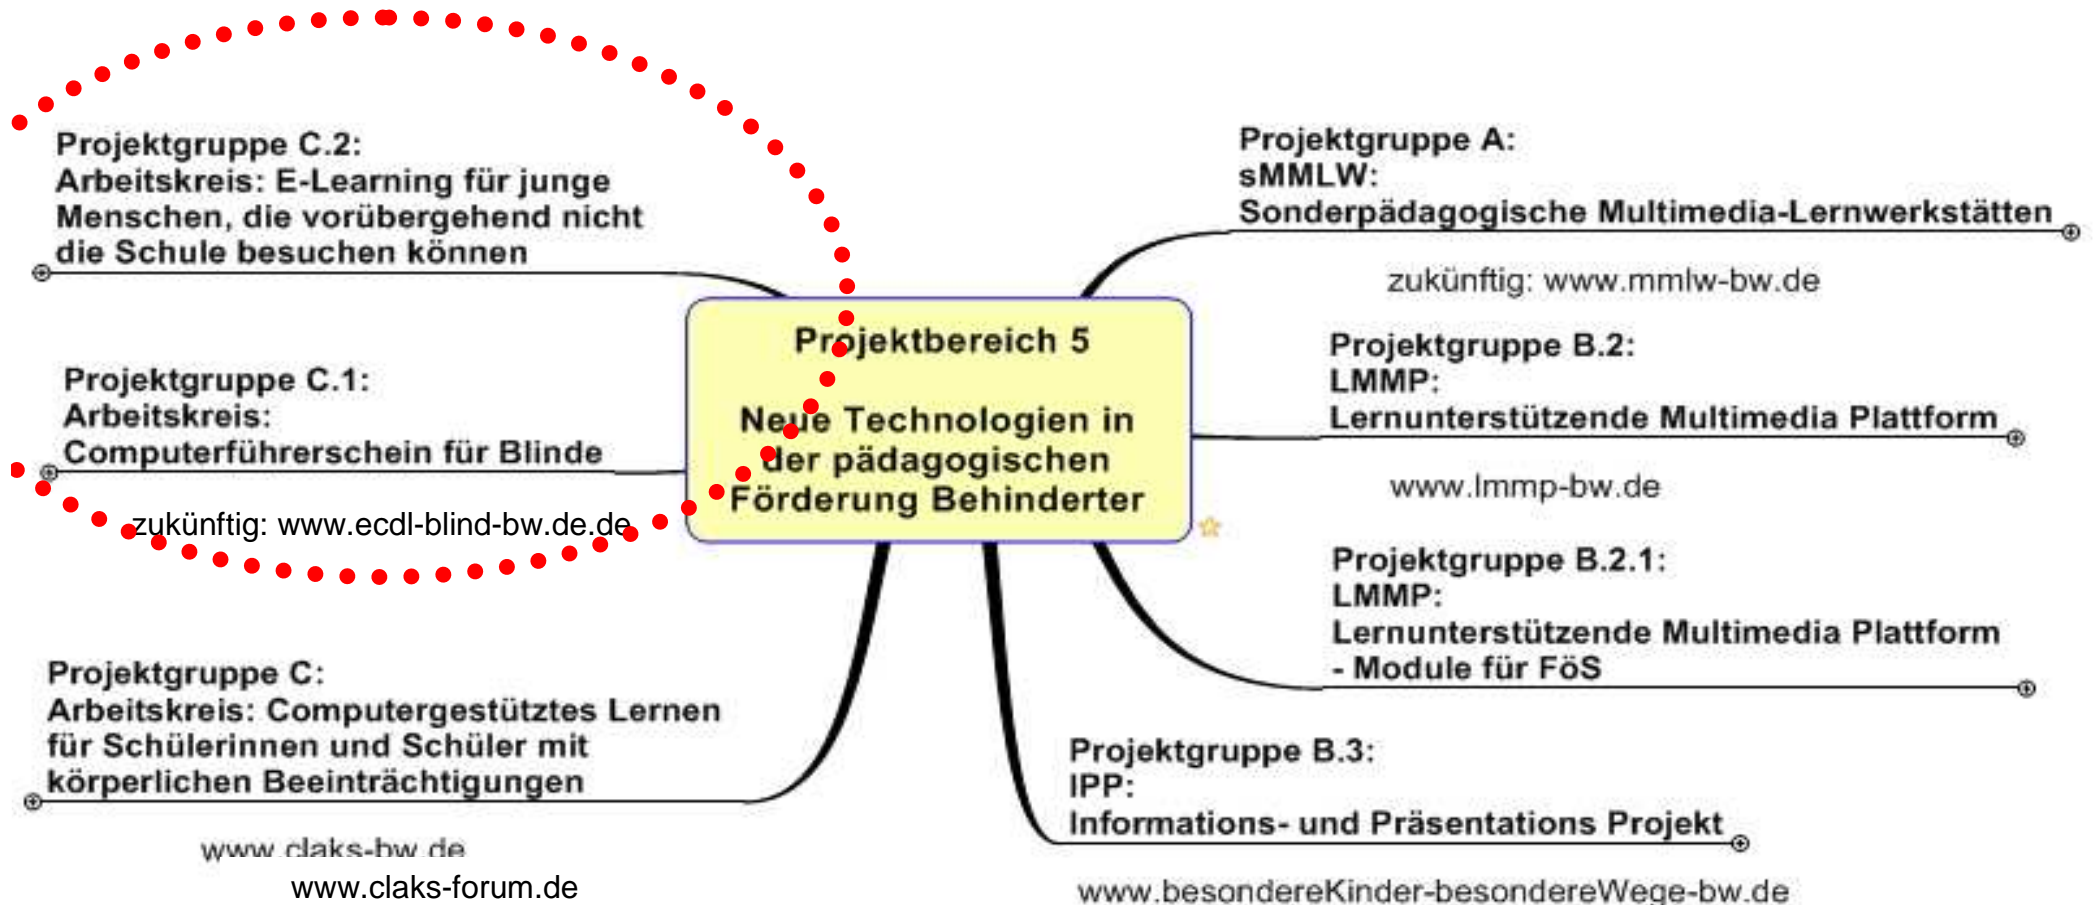 Projektgruppe C.2:
Arbeitskreis: E-Learning für junge
Menschen, die vorübergehend nicht
die Schule besuchen können
Projektgruppe C.1:
Arbeitskreis:
Computerführerschein für Blinde
zukünftig: www.ecdl-blind-bw.de.de
Projektgruppe C:
Arbeitskreis: Computergestütztes Lernen
für Schülerinnen und Schüler mit
körperlichen Beeinträchtigungen
www.claks-bw.de
www.claks-forum.de
Projektbereich 5
Neue Technologien in
der pädagogischen
Förderung Behinderter
Projektgruppe A:
sMMLW:
Sonderpädagogische Multimedia-Lernwerkstätten
zukünftig: www.mmlw-bw.de
Projektgruppe B.2:
LMMP:
Lernunterstützende Multimedia Plattform
www.lmmp-bw.de
Projektgruppe B.2.1:
LMMP:
Lernunterstützende Multimedia Plattform
- Module für FöS
Projektgruppe B.3:
IPP:
Informations- und Präsentations Projekt
www.besondereKinder-besondereWege-bw.de